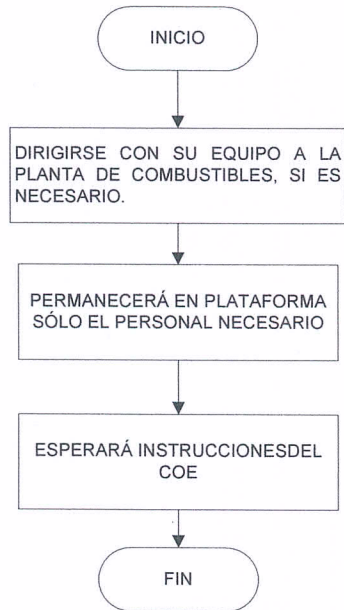 INICIO
DIRIGIRSE CON SU EQUIPO A LA
PLANTA DE COMBUSTIBLES, SI ES
NECESARIO.
PERMANECERÁ EN PLATAFORMA
SÓLO EL PERSONAL NECESARIO
ESPERARÁ INSTRUCCIONESDEL
COE
FIN